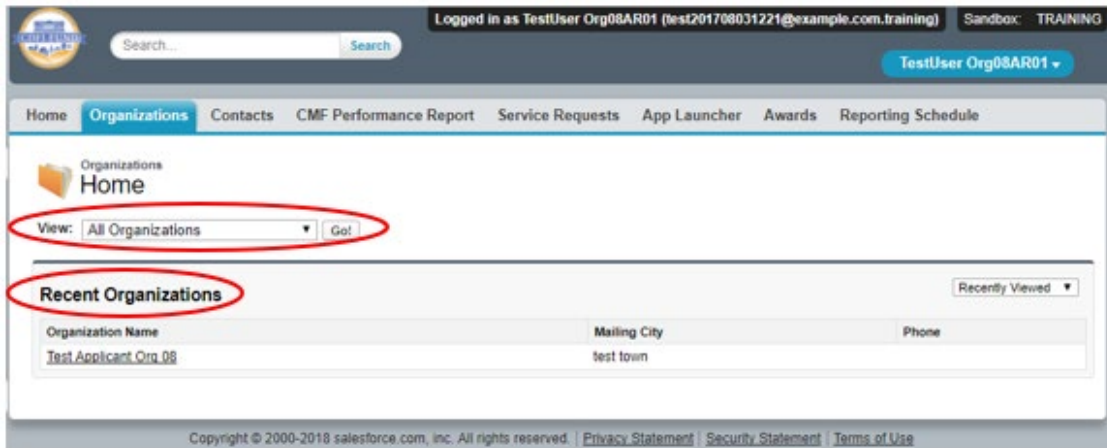 Logged in as TestUser Org08AR01 (test201708031221@example.com.training) Sandbox: TRAINING
CDFI FUND
Search... Search
TestUser Org08AR01
Home Organizations Contacts CMF Performance Report Service Requests App Launcher Awards Reporting Schedule
Organizations
Home
View: All Organizations Go!
Recent Organizations Recently Viewed
Organization Name Mailing City Phone
Test Applicant Org 08 test town
Copyright © 2000-2018 salesforce.com, inc. All rights reserved. | Privacy Statement | Security Statement | Terms of Use